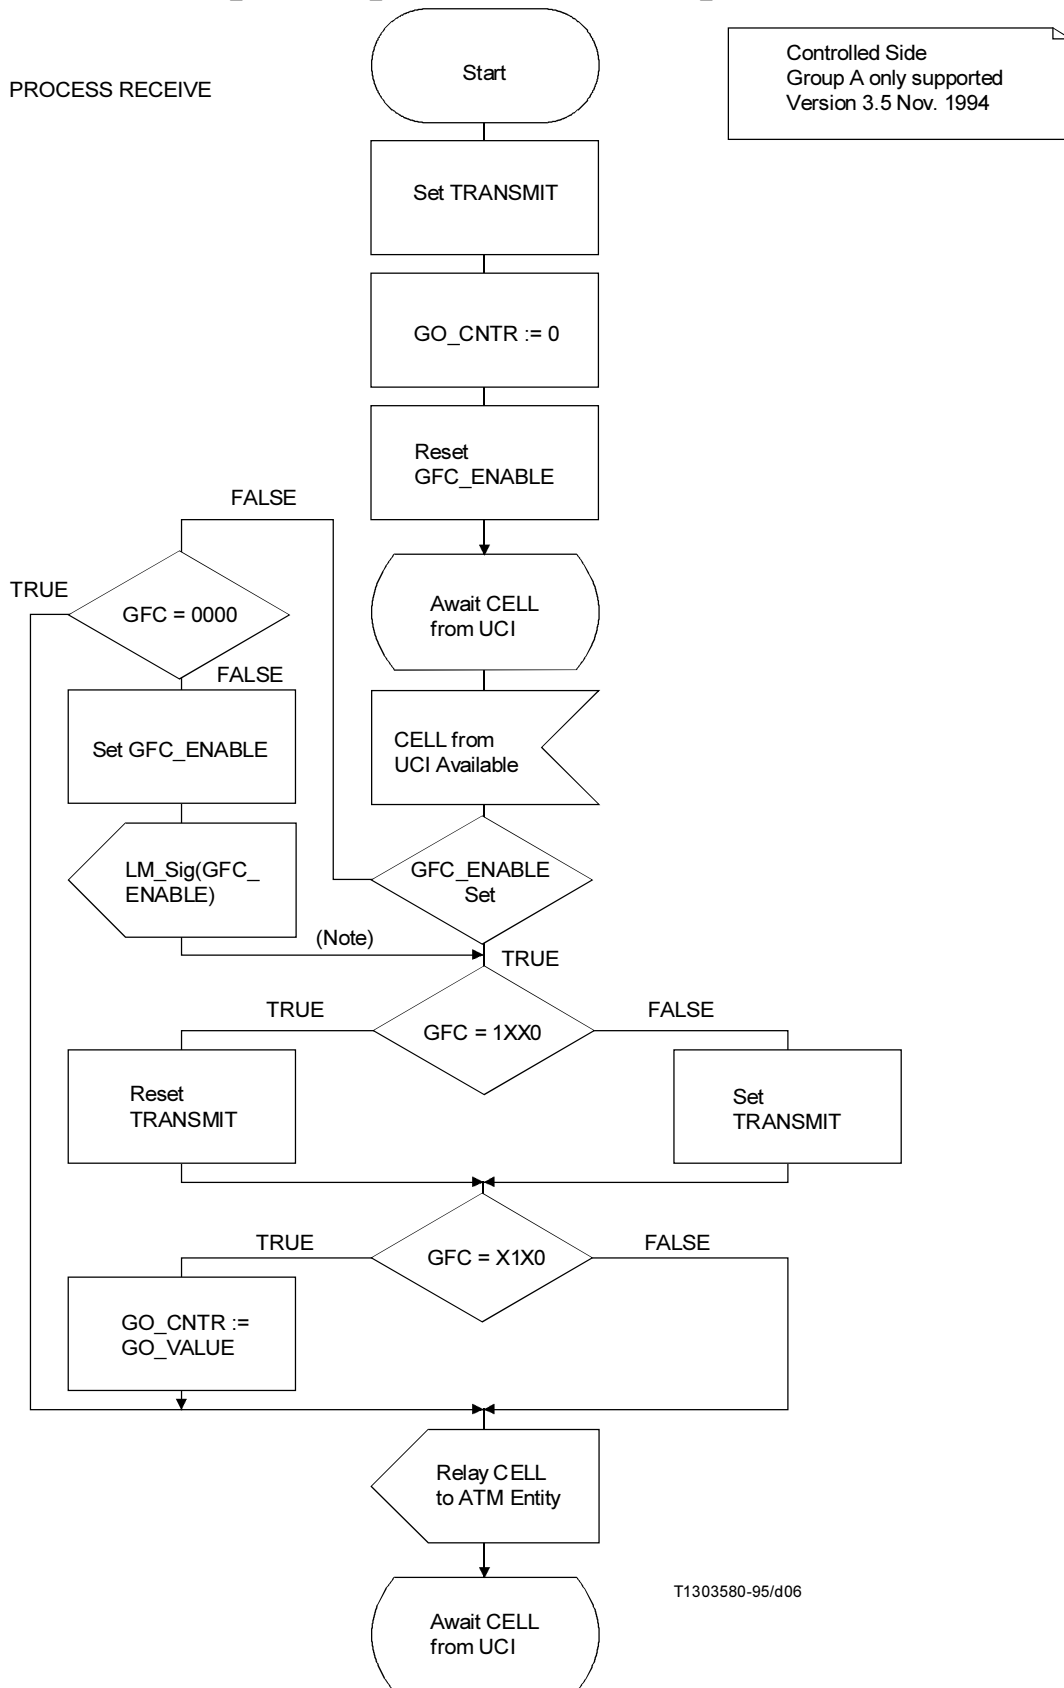 Start
Controlled Side
Group A only supported
Version 3.5 Nov. 1994
PROCESS RECEIVE
Set TRANSMIT
GO_CNTR := 0
Reset
GFC_ENABLE
FALSE
TRUE
GFC = 0000
Await CELL
from UCI
FALSE
Set GFC_ENABLE
CELL from
UCI Available
LM_Sig(GFC_
ENABLE)
GFC_ENABLE
Set
(Note)
TRUE
TRUE
GFC = 1XX0
FALSE
Reset
TRANSMIT
Set
TRANSMIT
TRUE
GFC = X1X0
FALSE
GO_CNTR :=
GO_VALUE
Relay CELL
to ATM Entity
T1303580-95/d06
Await CELL
from UCI